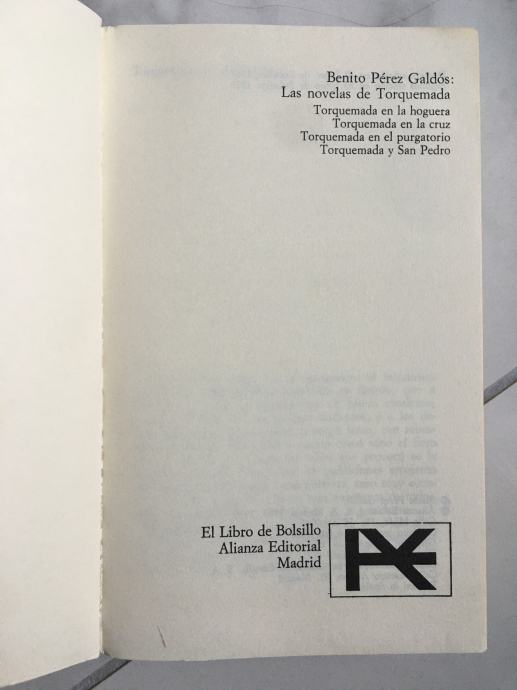 Benito Pérez Galdós:
Las novelas de Torquemada
Torquemada en la hoguera
Torquemada en la cruz
Torquemada en el purgatorio
Torquemada y San Pedro
El Libro de Bolsillo
Alianza Editorial
Madrid